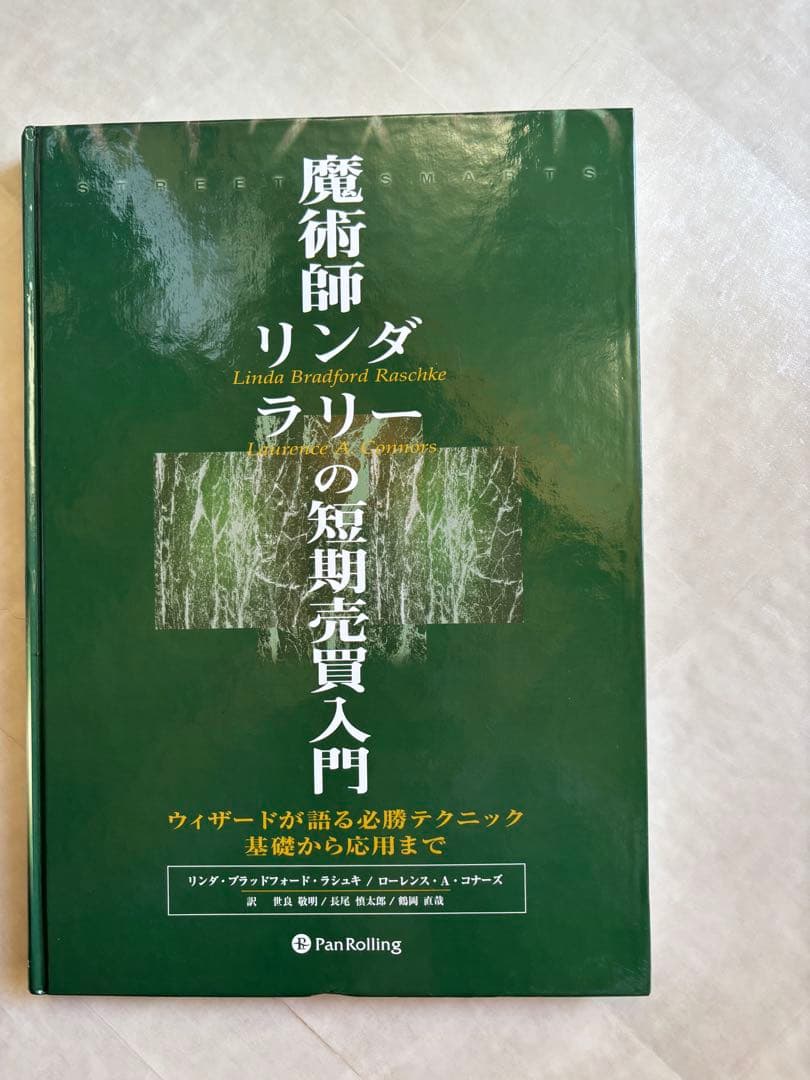 STREET SMARTS
魔術師
リンダ
Linda Bradford Raschke
ラリー
Laurence A. Connors
の短期売買入門
ウィザードが語る必勝テクニック
基礎から応用まで
リンダ・ブラッドフォード・ラシュキ / ローレンス・A・コナーズ
訳 世良 敬明 / 長尾 慎太郎 / 鶴岡 直哉
PanRolling